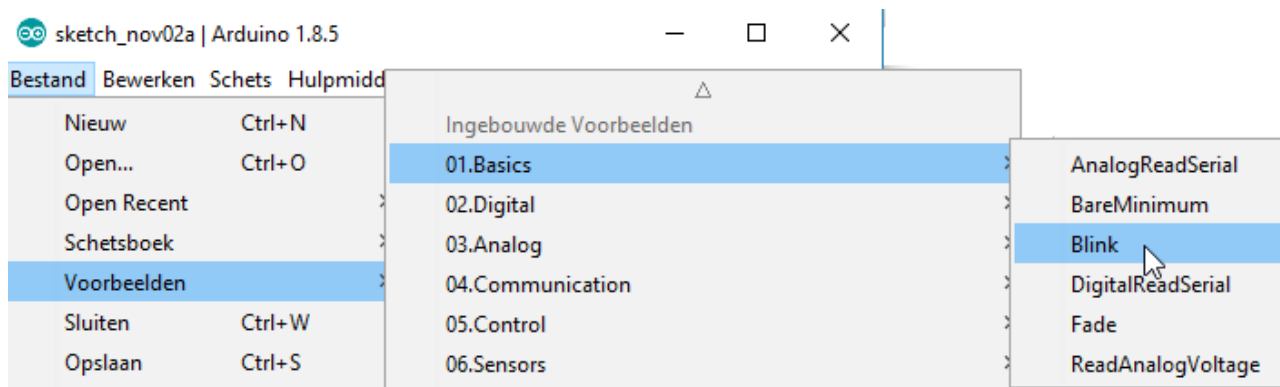 sketch_nov02a | Arduino 1.8.5
Bestand Bewerken Schets Hulpmidd
Nieuw Ctrl+N
Open... Ctrl+O
Open Recent
Schetsboek
Voorbeelden
Sluiten Ctrl+W
Opslaan Ctrl+S
Ingebouwde Voorbeelden
01.Basics
02.Digital
03.Analog
04.Communication
05.Control
06.Sensors
AnalogReadSerial
BareMinimum
Blink
DigitalReadSerial
Fade
ReadAnalogVoltage